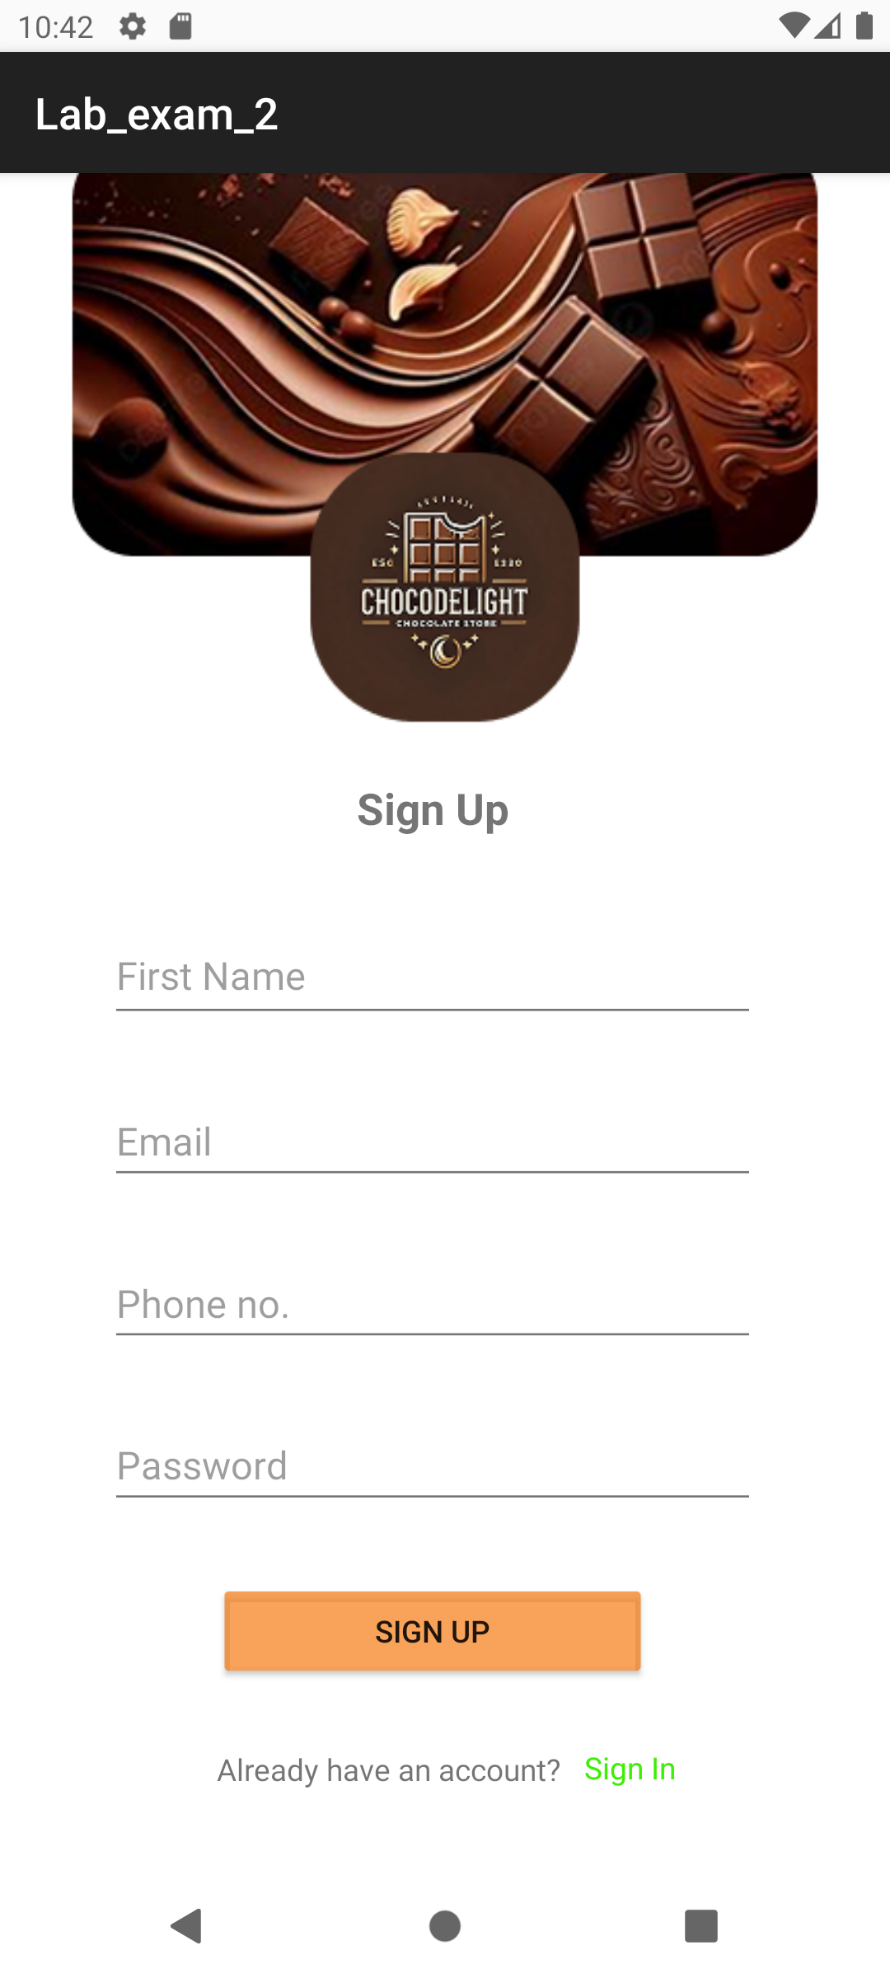 10:42
Lab_exam_2
CHOCODELIGHT
CHOCOLATE STORE
Sign Up
First Name
Email
Phone no.
Password
SIGN UP
Already have an account? Sign In